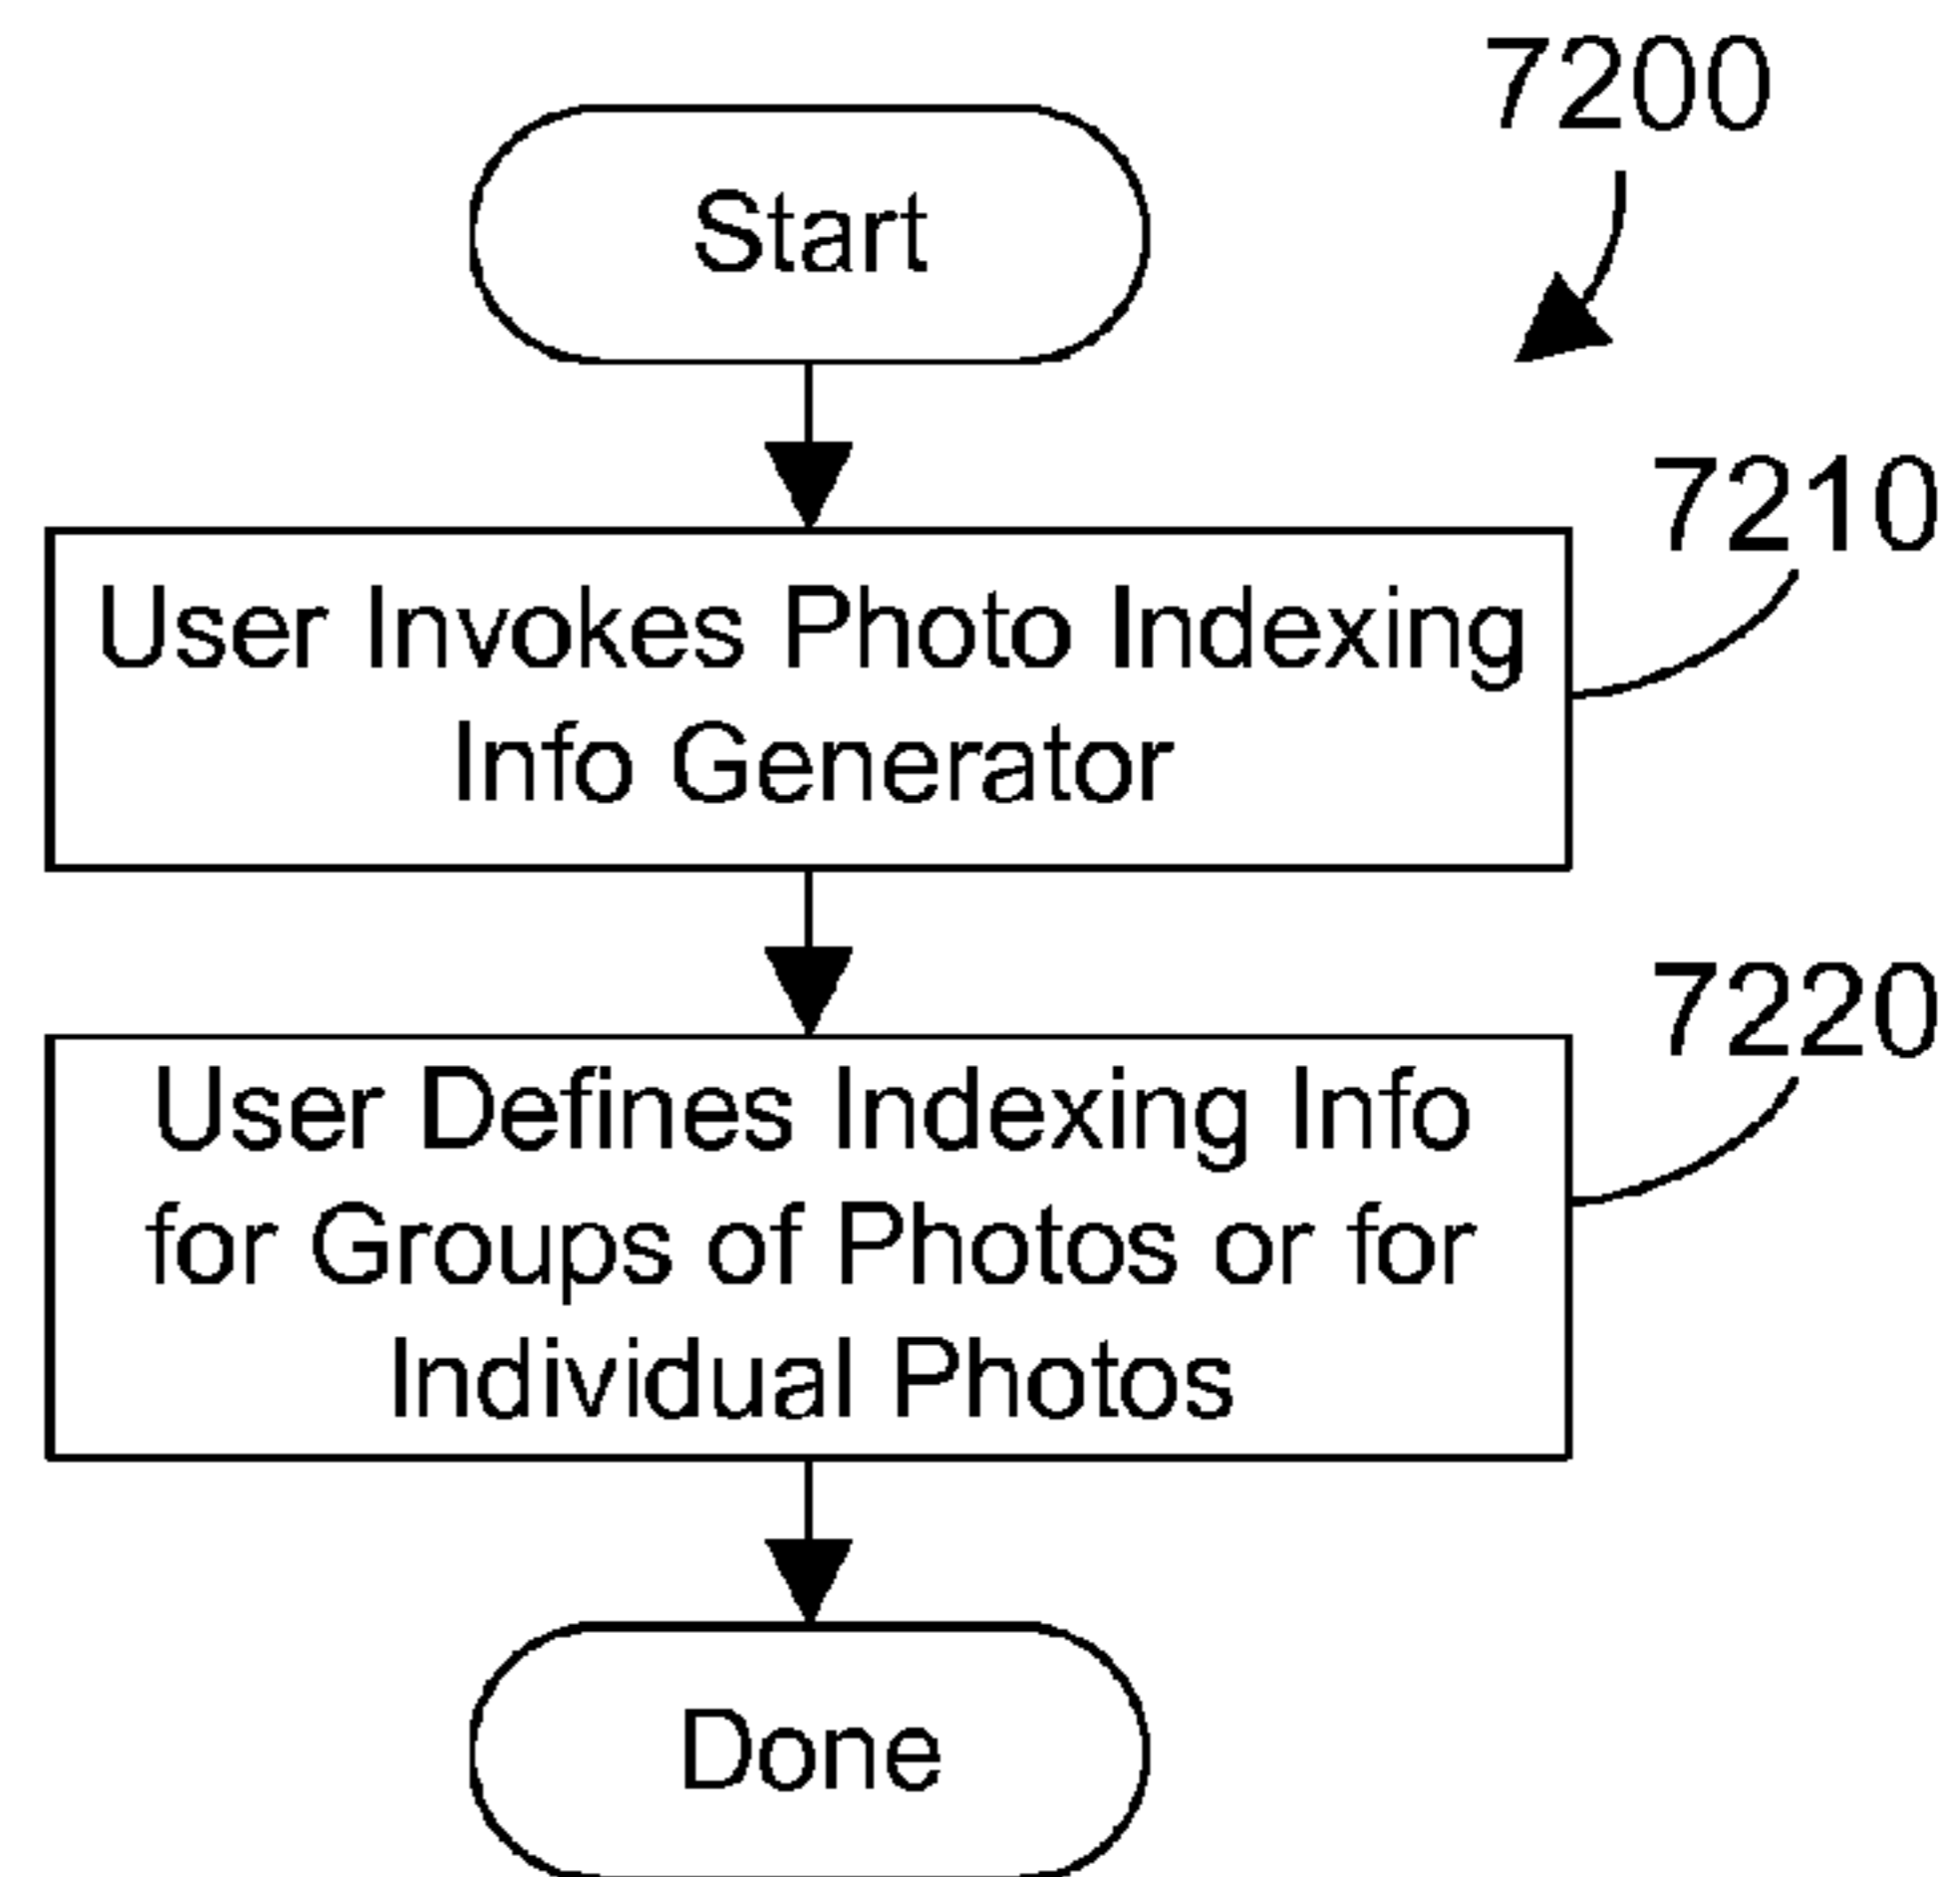 7200
Start
7210
User Invokes Photo Indexing
Info Generator
7220
User Defines Indexing Info
for Groups of Photos or for
Individual Photos
Done